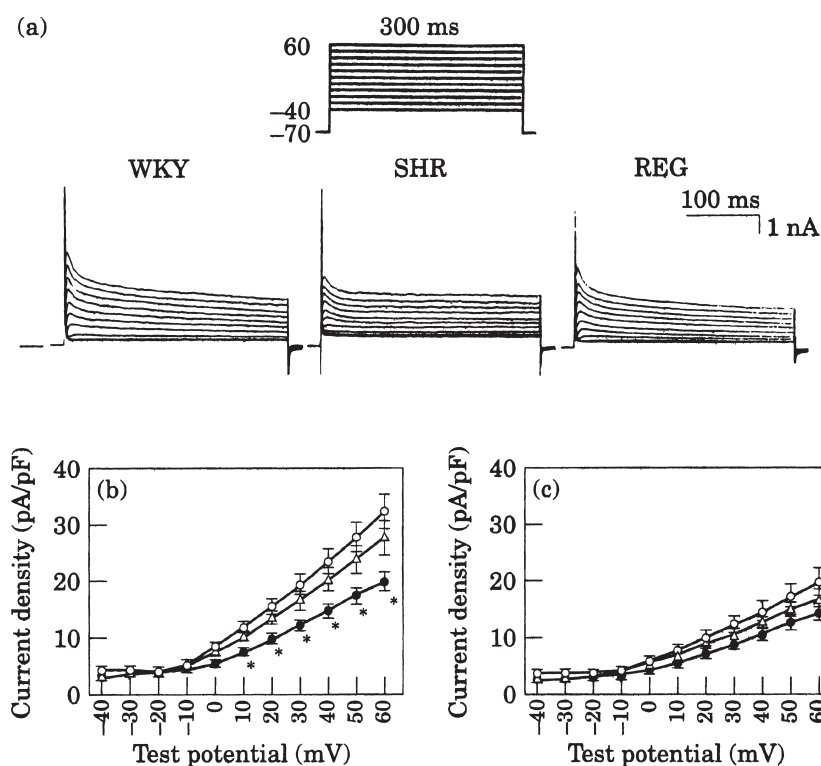 (a)
300 ms
60
–40
–70
WKY SHR REG
100 ms
1 nA
Current density (pA/pF)
40
30
20
10
0
(b)
* * * * * *
–40 –30 –20 –10 0 10 20 30 40 50 60
Test potential (mV)
Current density (pA/pF)
40
30
20
10
0
(c)
–40 –30 –20 –10 0 10 20 30 40 50 60
Test potential (mV)